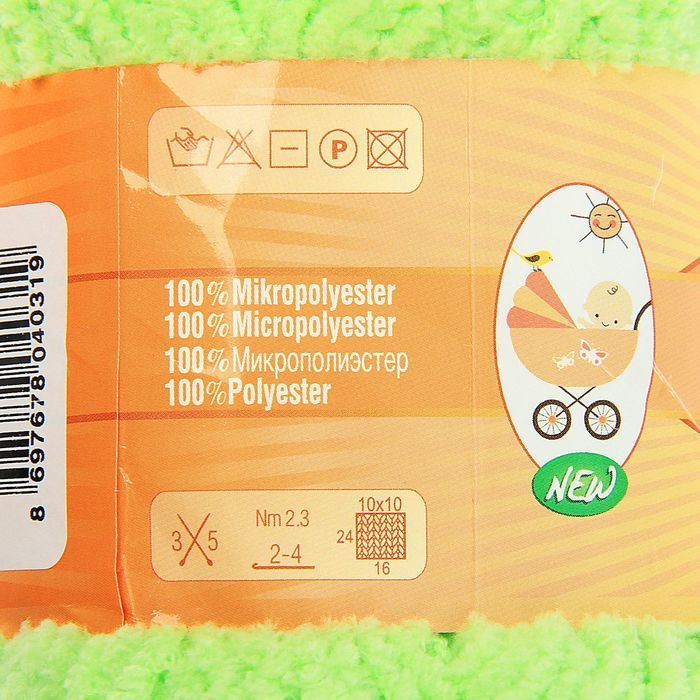 P
100% Mikropolyester
100% Micropolyester
100% Микрополиэстер
100% Polyester
NEW
8 697678 040319
3 5
Nm 2.3
2-4
10x10
24
16